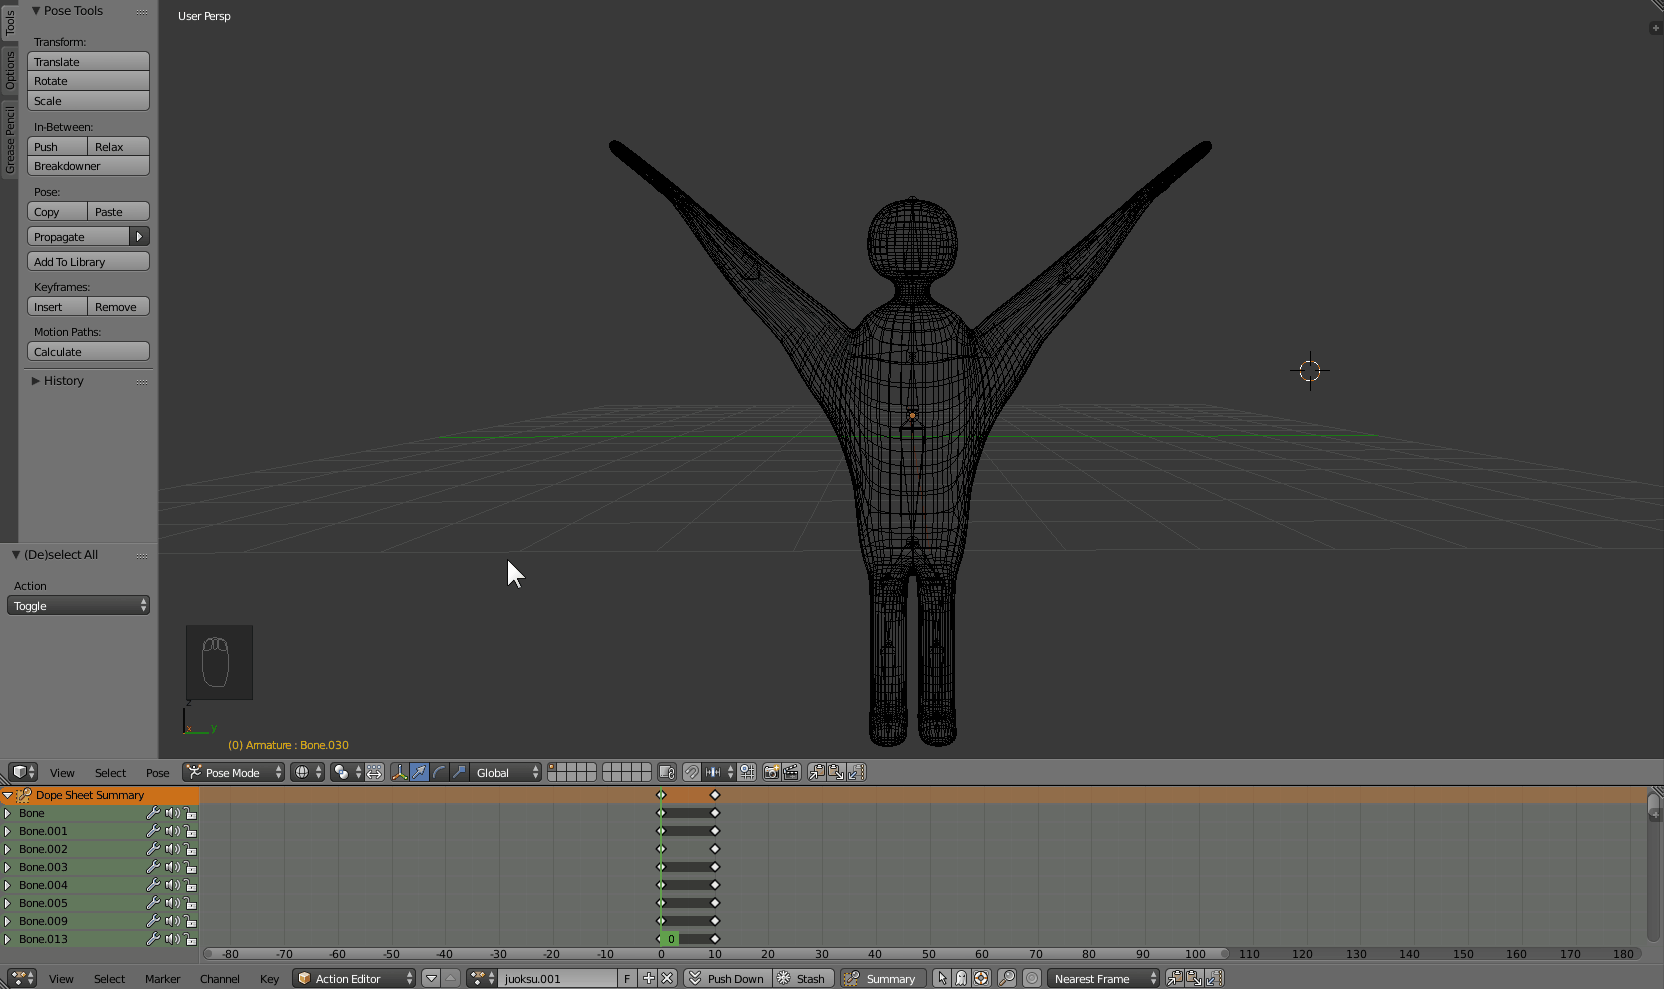 Tools
Options
Grease Pencil
Pose Tools
Transform:
Translate
Rotate
Scale
In-Between:
Push Relax
Breakdowner
Pose:
Copy Paste
Propagate
Add To Library
Keyframes:
Insert Remove
Motion Paths:
Calculate
History
(De)select All
Action
Toggle
User Persp
z
x y
(0) Armature : Bone.030
View Select Pose Pose Mode Global
Dope Sheet Summary
Bone
Bone.001
Bone.002
Bone.003
Bone.004
Bone.005
Bone.009
Bone.013
0
-80 -70 -60 -50 -40 -30 -20 -10 0 10 20 30 40 50 60 70 80 90 100 110 120 130 140 150 160 170 180
View Select Marker Channel Key Action Editor juoksu.001 F Push Down Stash Summary Nearest Frame